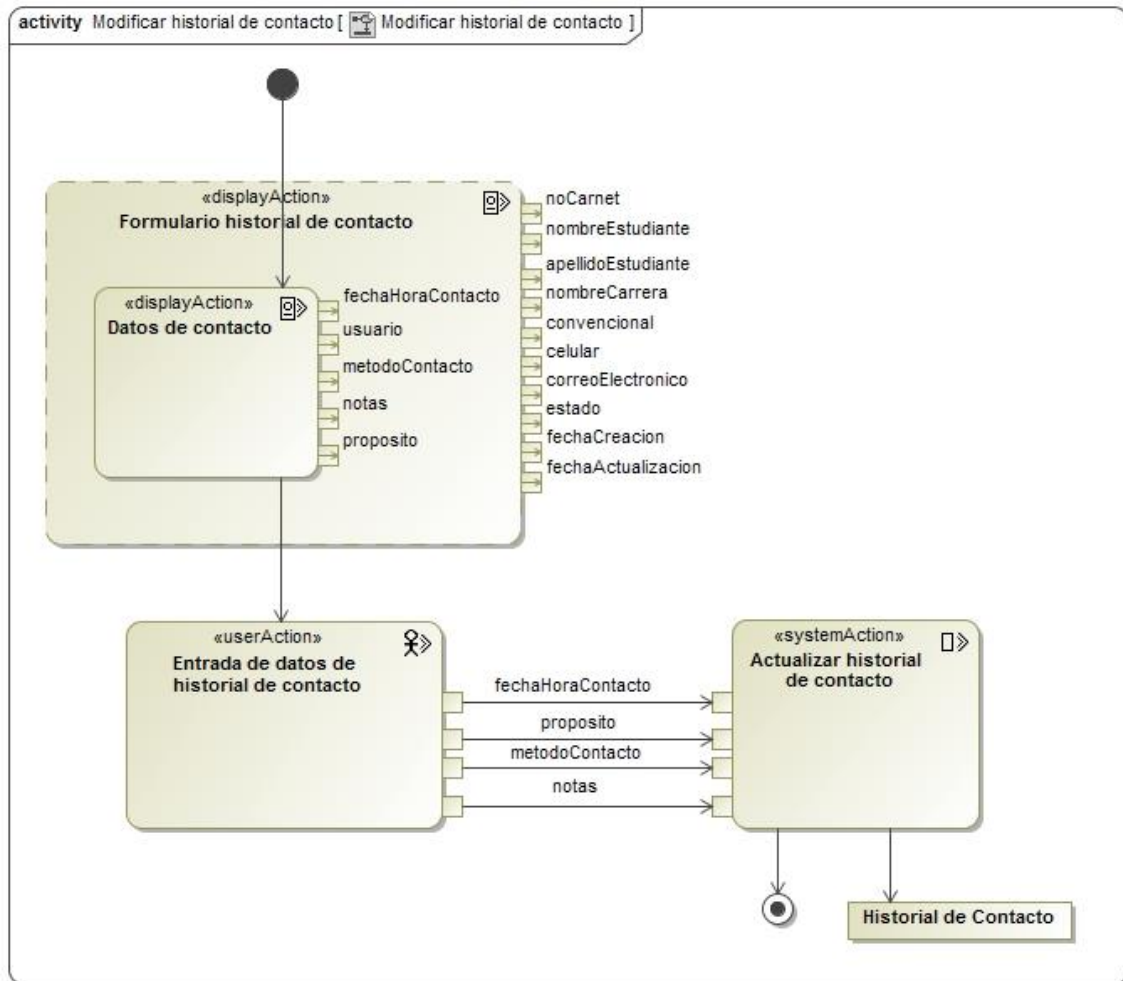 activity Modificar historial de contacto [ Modificar historial de contacto ]
«displayAction»
Formulario historial de contacto
noCarnet
nombreEstudiante
apellidoEstudiante
nombreCarrera
convencional
celular
correoElectronico
estado
fechaCreacion
fechaActualizacion
«displayAction»
Datos de contacto
fechaHoraContacto
usuario
metodoContacto
notas
proposito
«userAction»
Entrada de datos de
historial de contacto
fechaHoraContacto
proposito
metodoContacto
notas
«systemAction»
Actualizar historial
de contacto
Historial de Contacto